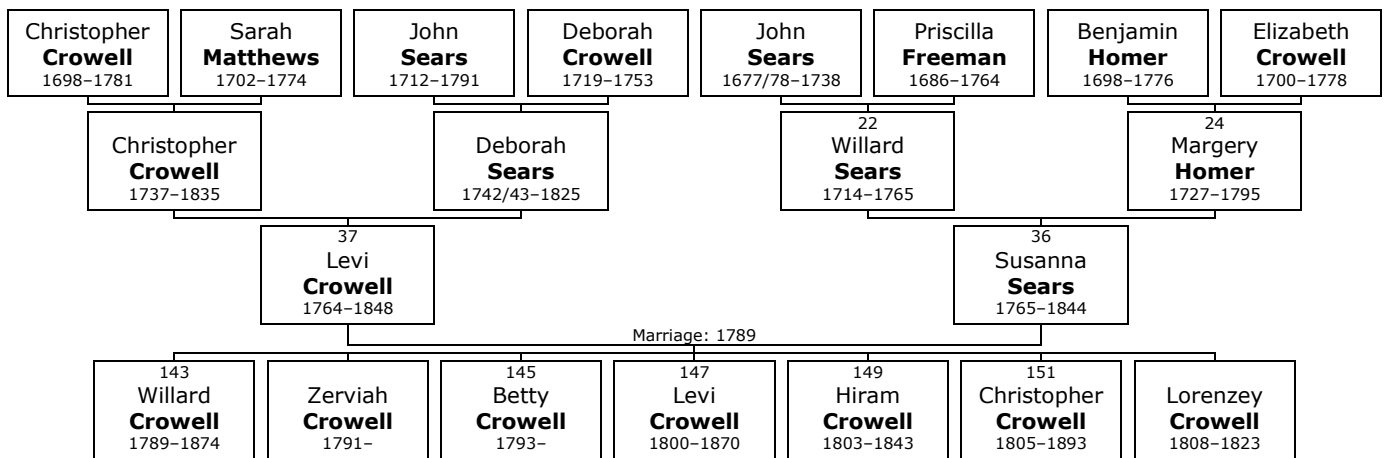 Christopher
Crowell
1698–1781
Sarah
Matthews
1702–1774
John
Sears
1712–1791
Deborah
Crowell
1719–1753
John
Sears
1677/78–1738
Priscilla
Freeman
1686–1764
Benjamin
Homer
1698–1776
Elizabeth
Crowell
1700–1778
Christopher
Crowell
1737–1835
Deborah
Sears
1742/43–1825
22
Willard
Sears
1714–1765
24
Margery
Homer
1727–1795
37
Levi
Crowell
1764–1848
36
Susanna
Sears
1765–1844
Marriage: 1789
143
Willard
Crowell
1789–1874
Zerviah
Crowell
1791–
145
Betty
Crowell
1793–
147
Levi
Crowell
1800–1870
149
Hiram
Crowell
1803–1843
151
Christopher
Crowell
1805–1893
Lorenzey
Crowell
1808–1823